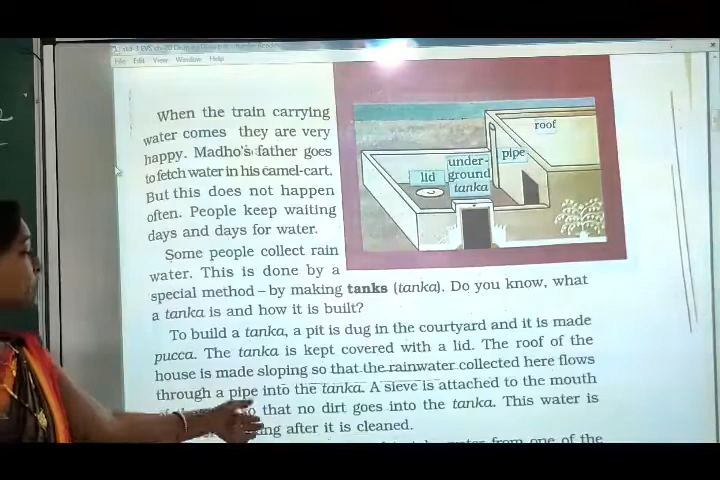 File Edit View Window Help
When the train carrying
water comes they are very
happy. Madho's father goes
to fetch water in his camel-cart.
But this does not happen
often. People keep waiting
days and days for water.
Some people collect rain
water. This is done by a
special method – by making tanks (tanka). Do you know, what
a tanka is and how it is built?
To build a tanka, a pit is dug in the courtyard and it is made
pucca. The tanka is kept covered with a lid. The roof of the
house is made sloping so that the rainwater collected here flows
through a pipe into the tanka. A sieve is attached to the mouth
that no dirt goes into the tanka. This water is
after it is cleaned.
water from one of the
roof
pipe
under-
ground
tanka
lid